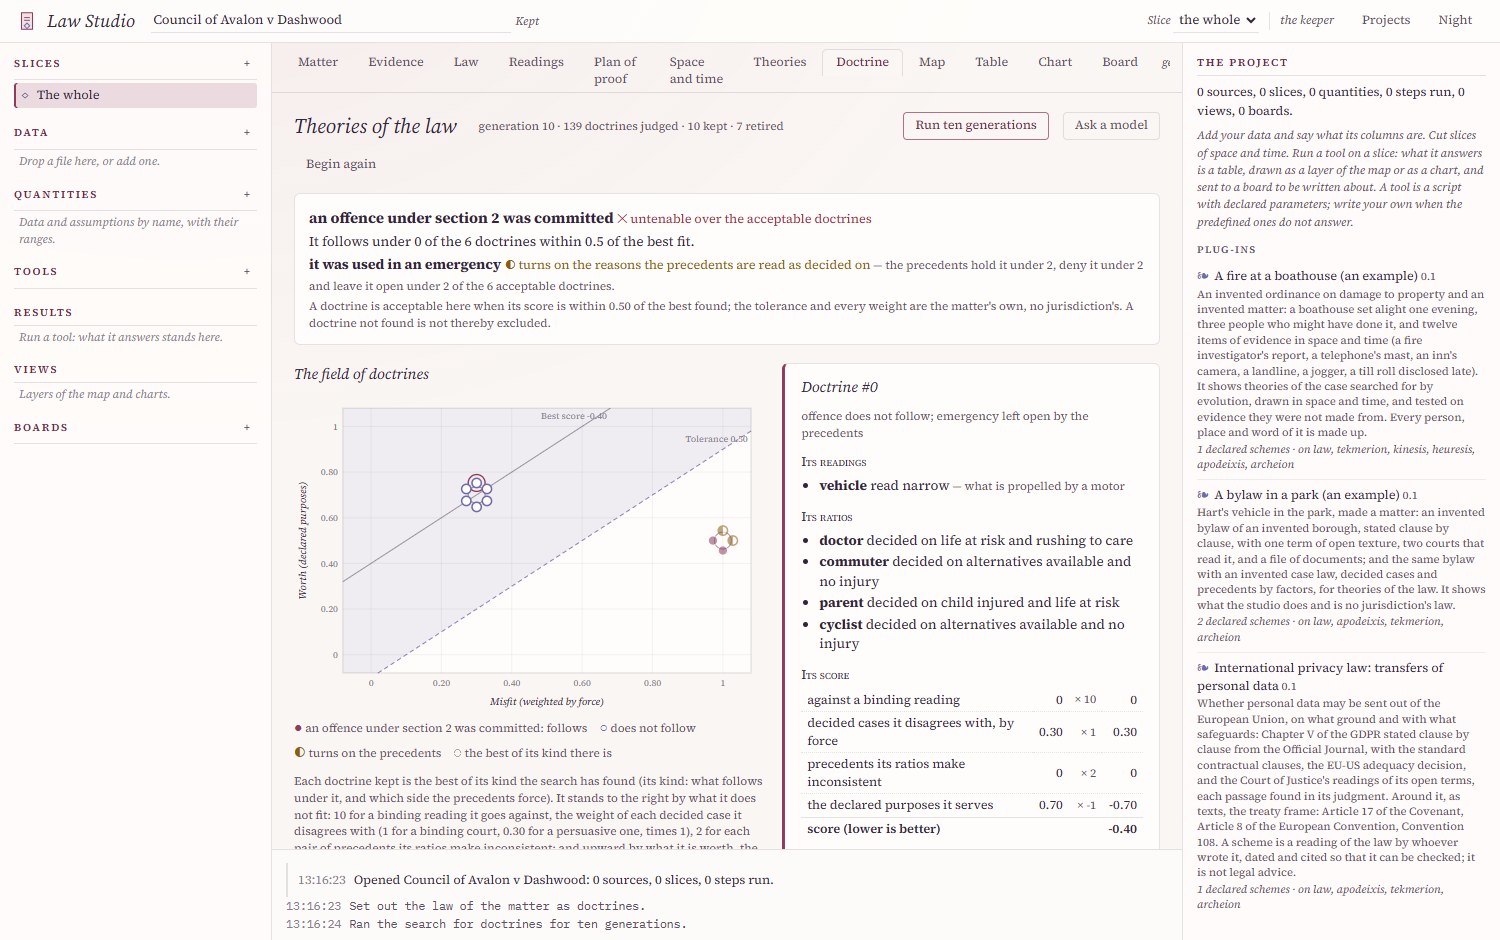 Law Studio
Council of Avalon v Dashwood
Kept
Slice the whole
the keeper
Projects
Night
SLICES +
The whole
DATA +
Drop a file here, or add one.
QUANTITIES +
Data and assumptions by name, with their
ranges.
TOOLS +
RESULTS
Run a tool: what it answers stands here.
VIEWS
Layers of the map and charts.
BOARDS +
Matter
Evidence
Law
Readings
Plan of
proof
Space
and time
Theories
Doctrine
Map
Table
Chart
Board
Theories of the law
generation 10 · 139 doctrines judged · 10 kept · 7 retired
Run ten generations
Ask a model
Begin again
an offence under section 2 was committed × untenable over the acceptable doctrines
It follows under 0 of the 6 doctrines within 0.5 of the best fit.
it was used in an emergency ◐ turns on the reasons the precedents are read as decided on — the precedents hold it under 2, deny it under 2
and leave it open under 2 of the 6 acceptable doctrines.
A doctrine is acceptable here when its score is within 0.50 of the best found; the tolerance and every weight are the matter's own, no jurisdiction's. A
doctrine not found is not thereby excluded.
The field of doctrines
Best score -0.40
Tolerance 0.50
1
0.80
0.60
0.40
0.20
0
Worth (declared purposes)
0 0.20 0.40 0.60 0.80 1
Misfit (weighted by force)
● an offence under section 2 was committed: follows ○ does not follow
◐ turns on the precedents ◌ the best of its kind there is
Each doctrine kept is the best of its kind the search has found (its kind: what follows
under it, and which side the precedents force). It stands to the right by what it does
not fit: 10 for a binding reading it goes against, the weight of each decided case it
disagrees with (1 for a binding court, 0.30 for a persuasive one, times 1), 2 for each
pair of precedents its ratios make inconsistent; and upward by what it is worth, the
Doctrine #0
offence does not follow; emergency left open by the
precedents
Its readings
• vehicle read narrow — what is propelled by a motor
Its ratios
• doctor decided on life at risk and rushing to care
• commuter decided on alternatives available and
no injury
• parent decided on child injured and life at risk
• cyclist decided on alternatives available and no
injury
Its score
against a binding reading 0 × 10 0
decided cases it disagrees with, by
force 0.30 × 1 0.30
precedents its ratios make
inconsistent 0 × 2 0
the declared purposes it serves 0.70 × -1 -0.70
score (lower is better) -0.40
13:16:23 Opened Council of Avalon v Dashwood: 0 sources, 0 slices, 0 steps run.
13:16:23 Set out the law of the matter as doctrines.
13:16:24 Ran the search for doctrines for ten generations.
THE PROJECT
0 sources, 0 slices, 0 quantities, 0 steps run, 0
views, 0 boards.
Add your data and say what its columns are. Cut slices
of space and time. Run a tool on a slice: what it answers
is a table, drawn as a layer of the map or as a chart, and
sent to a board to be written about. A tool is a script
with declared parameters; write your own when the
predefined ones do not answer.
PLUG-INS
A fire at a boathouse (an example) 0.1
An invented ordinance on damage to property and an
invented matter: a boathouse set alight one evening,
three people who might have done it, and twelve
items of evidence in space and time (a fire
investigator's report, a telephone's mast, an inn's
camera, a landline, a jogger, a till roll disclosed late).
It shows theories of the case searched for by
evolution, drawn in space and time, and tested on
evidence they were not made from. Every person,
place and word of it is made up.
1 declared schemes · on law, tekmerion, kinesis, heuresis,
apodeixis, archeion
A bylaw in a park (an example) 0.1
Hart's vehicle in the park, made a matter: an invented
bylaw of an invented borough, stated clause by
clause, with one term of open texture, two courts that
read it, and a file of documents; and the same bylaw
with an invented case law, decided cases and
precedents by factors, for theories of the law. It shows
what the studio does and is no jurisdiction's law.
2 declared schemes · on law, apodeixis, tekmerion,
archeion
International privacy law: transfers of
personal data 0.1
Whether personal data may be sent out of the
European Union, on what ground and with what
safeguards: Chapter V of the GDPR stated clause by
clause from the Official Journal, with the standard
contractual clauses, the EU-US adequacy decision,
and the Court of Justice's readings of its open terms,
each passage found in its judgment. Around it, as
texts, the treaty frame: Article 17 of the Covenant,
Article 8 of the European Convention, Convention
108. A scheme is a reading of the law by whoever
wrote it, dated and cited so that it can be checked; it
is not legal advice.
1 declared schemes · on law, apodeixis, tekmerion,
archeion